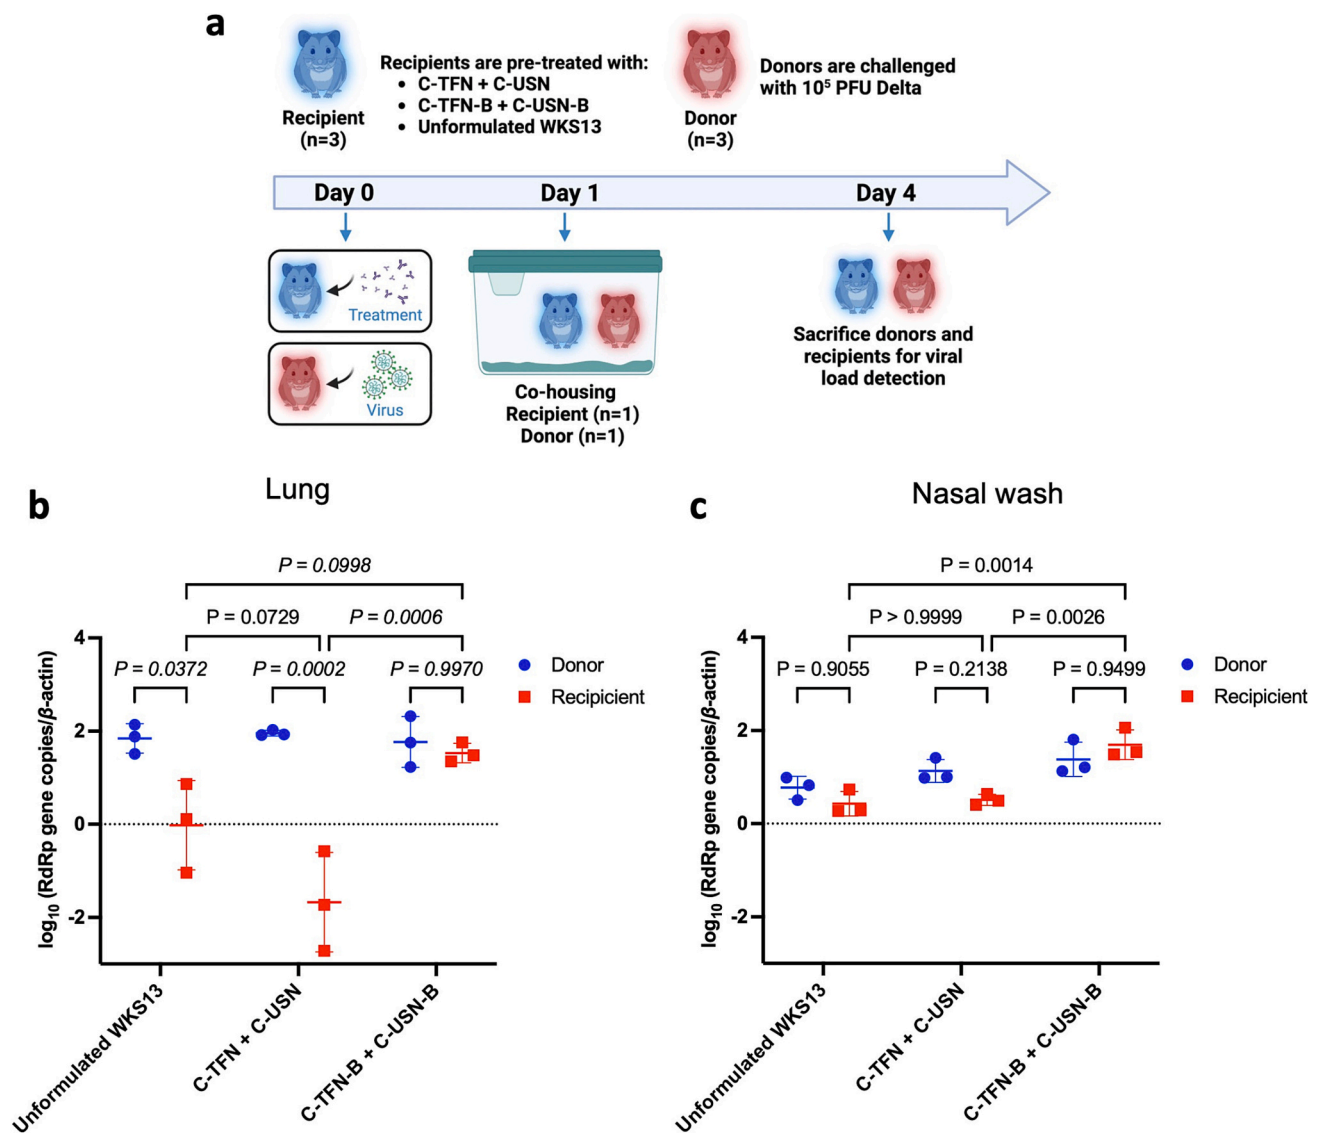 a
Recipients are pre-treated with:
• C-TFN + C-USN
• C-TFN-B + C-USN-B
• Unformulated WKS13
Recipient
(n=3)
Donors are challenged
with 10⁵ PFU Delta
Donor
(n=3)
Day 0
Day 1
Day 4
Treatment
Virus
Co-housing
Recipient (n=1)
Donor (n=1)
Sacrifice donors and
recipients for viral
load detection
b
Lung
P = 0.0998
P = 0.0729
P = 0.0006
P = 0.0372
P = 0.0002
P = 0.9970
4
2
0
-2
log₁₀ (RdRp gene copies/β-actin)
Donor
Recipicient
Unformulated WKS13
C-TFN + C-USN
C-TFN-B + C-USN-B
c
Nasal wash
P = 0.0014
P > 0.9999
P = 0.0026
P = 0.9055
P = 0.2138
P = 0.9499
4
2
0
-2
log₁₀ (RdRp gene copies/β-actin)
Donor
Recipicient
Unformulated WKS13
C-TFN + C-USN
C-TFN-B + C-USN-B